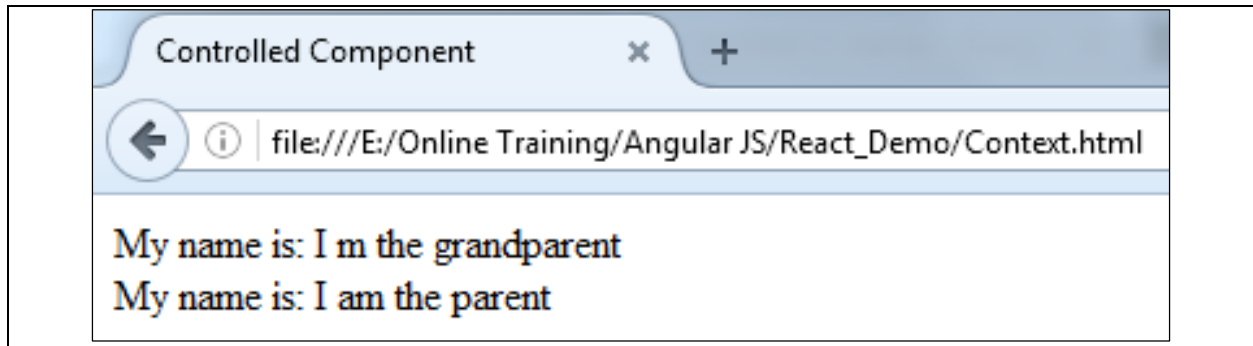 Controlled Component
file:///E:/Online Training/Angular JS/React_Demo/Context.html
My name is: I m the grandparent
My name is: I am the parent